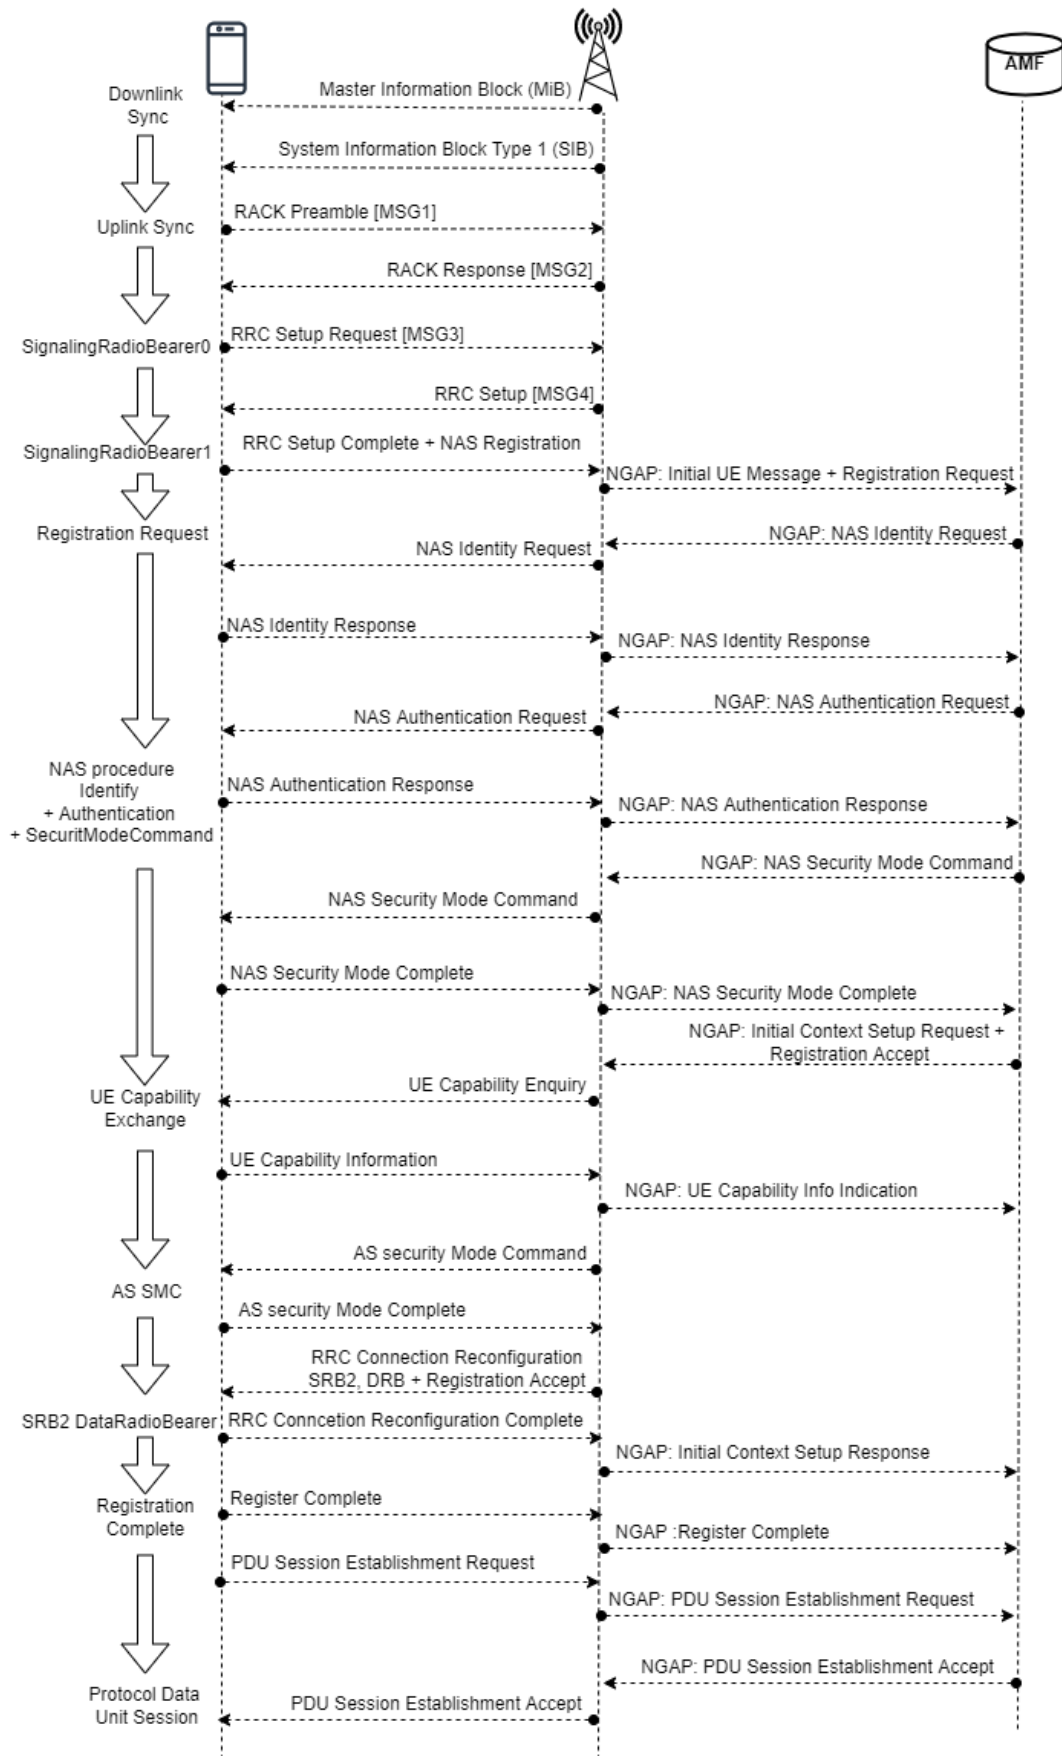 AMF
Master Information Block (MiB)
Downlink
Sync
System Information Block Type 1 (SIB)
RACK Preamble [MSG1]
Uplink Sync
RACK Response [MSG2]
RRC Setup Request [MSG3]
SignalingRadioBearer0
RRC Setup [MSG4]
RRC Setup Complete + NAS Registration
SignalingRadioBearer1
NGAP: Initial UE Message + Registration Request
Registration Request
NGAP: NAS Identity Request
NAS Identity Request
NAS Identity Response
NGAP: NAS Identity Response
NGAP: NAS Authentication Request
NAS Authentication Request
NAS procedure
Identify
+ Authentication
+ SecuritModeCommand
NAS Authentication Response
NGAP: NAS Authentication Response
NGAP: NAS Security Mode Command
NAS Security Mode Command
NAS Security Mode Complete
NGAP: NAS Security Mode Complete
NGAP: Initial Context Setup Request +
Registration Accept
UE Capability Enquiry
UE Capability
Exchange
UE Capability Information
NGAP: UE Capability Info Indication
AS security Mode Command
AS SMC
AS security Mode Complete
RRC Connection Reconfiguration
SRB2, DRB + Registration Accept
SRB2 DataRadioBearer
RRC Conncetion Reconfiguration Complete
NGAP: Initial Context Setup Response
Registration
Complete
Register Complete
NGAP :Register Complete
PDU Session Establishment Request
NGAP: PDU Session Establishment Request
NGAP: PDU Session Establishment Accept
Protocol Data
Unit Session
PDU Session Establishment Accept